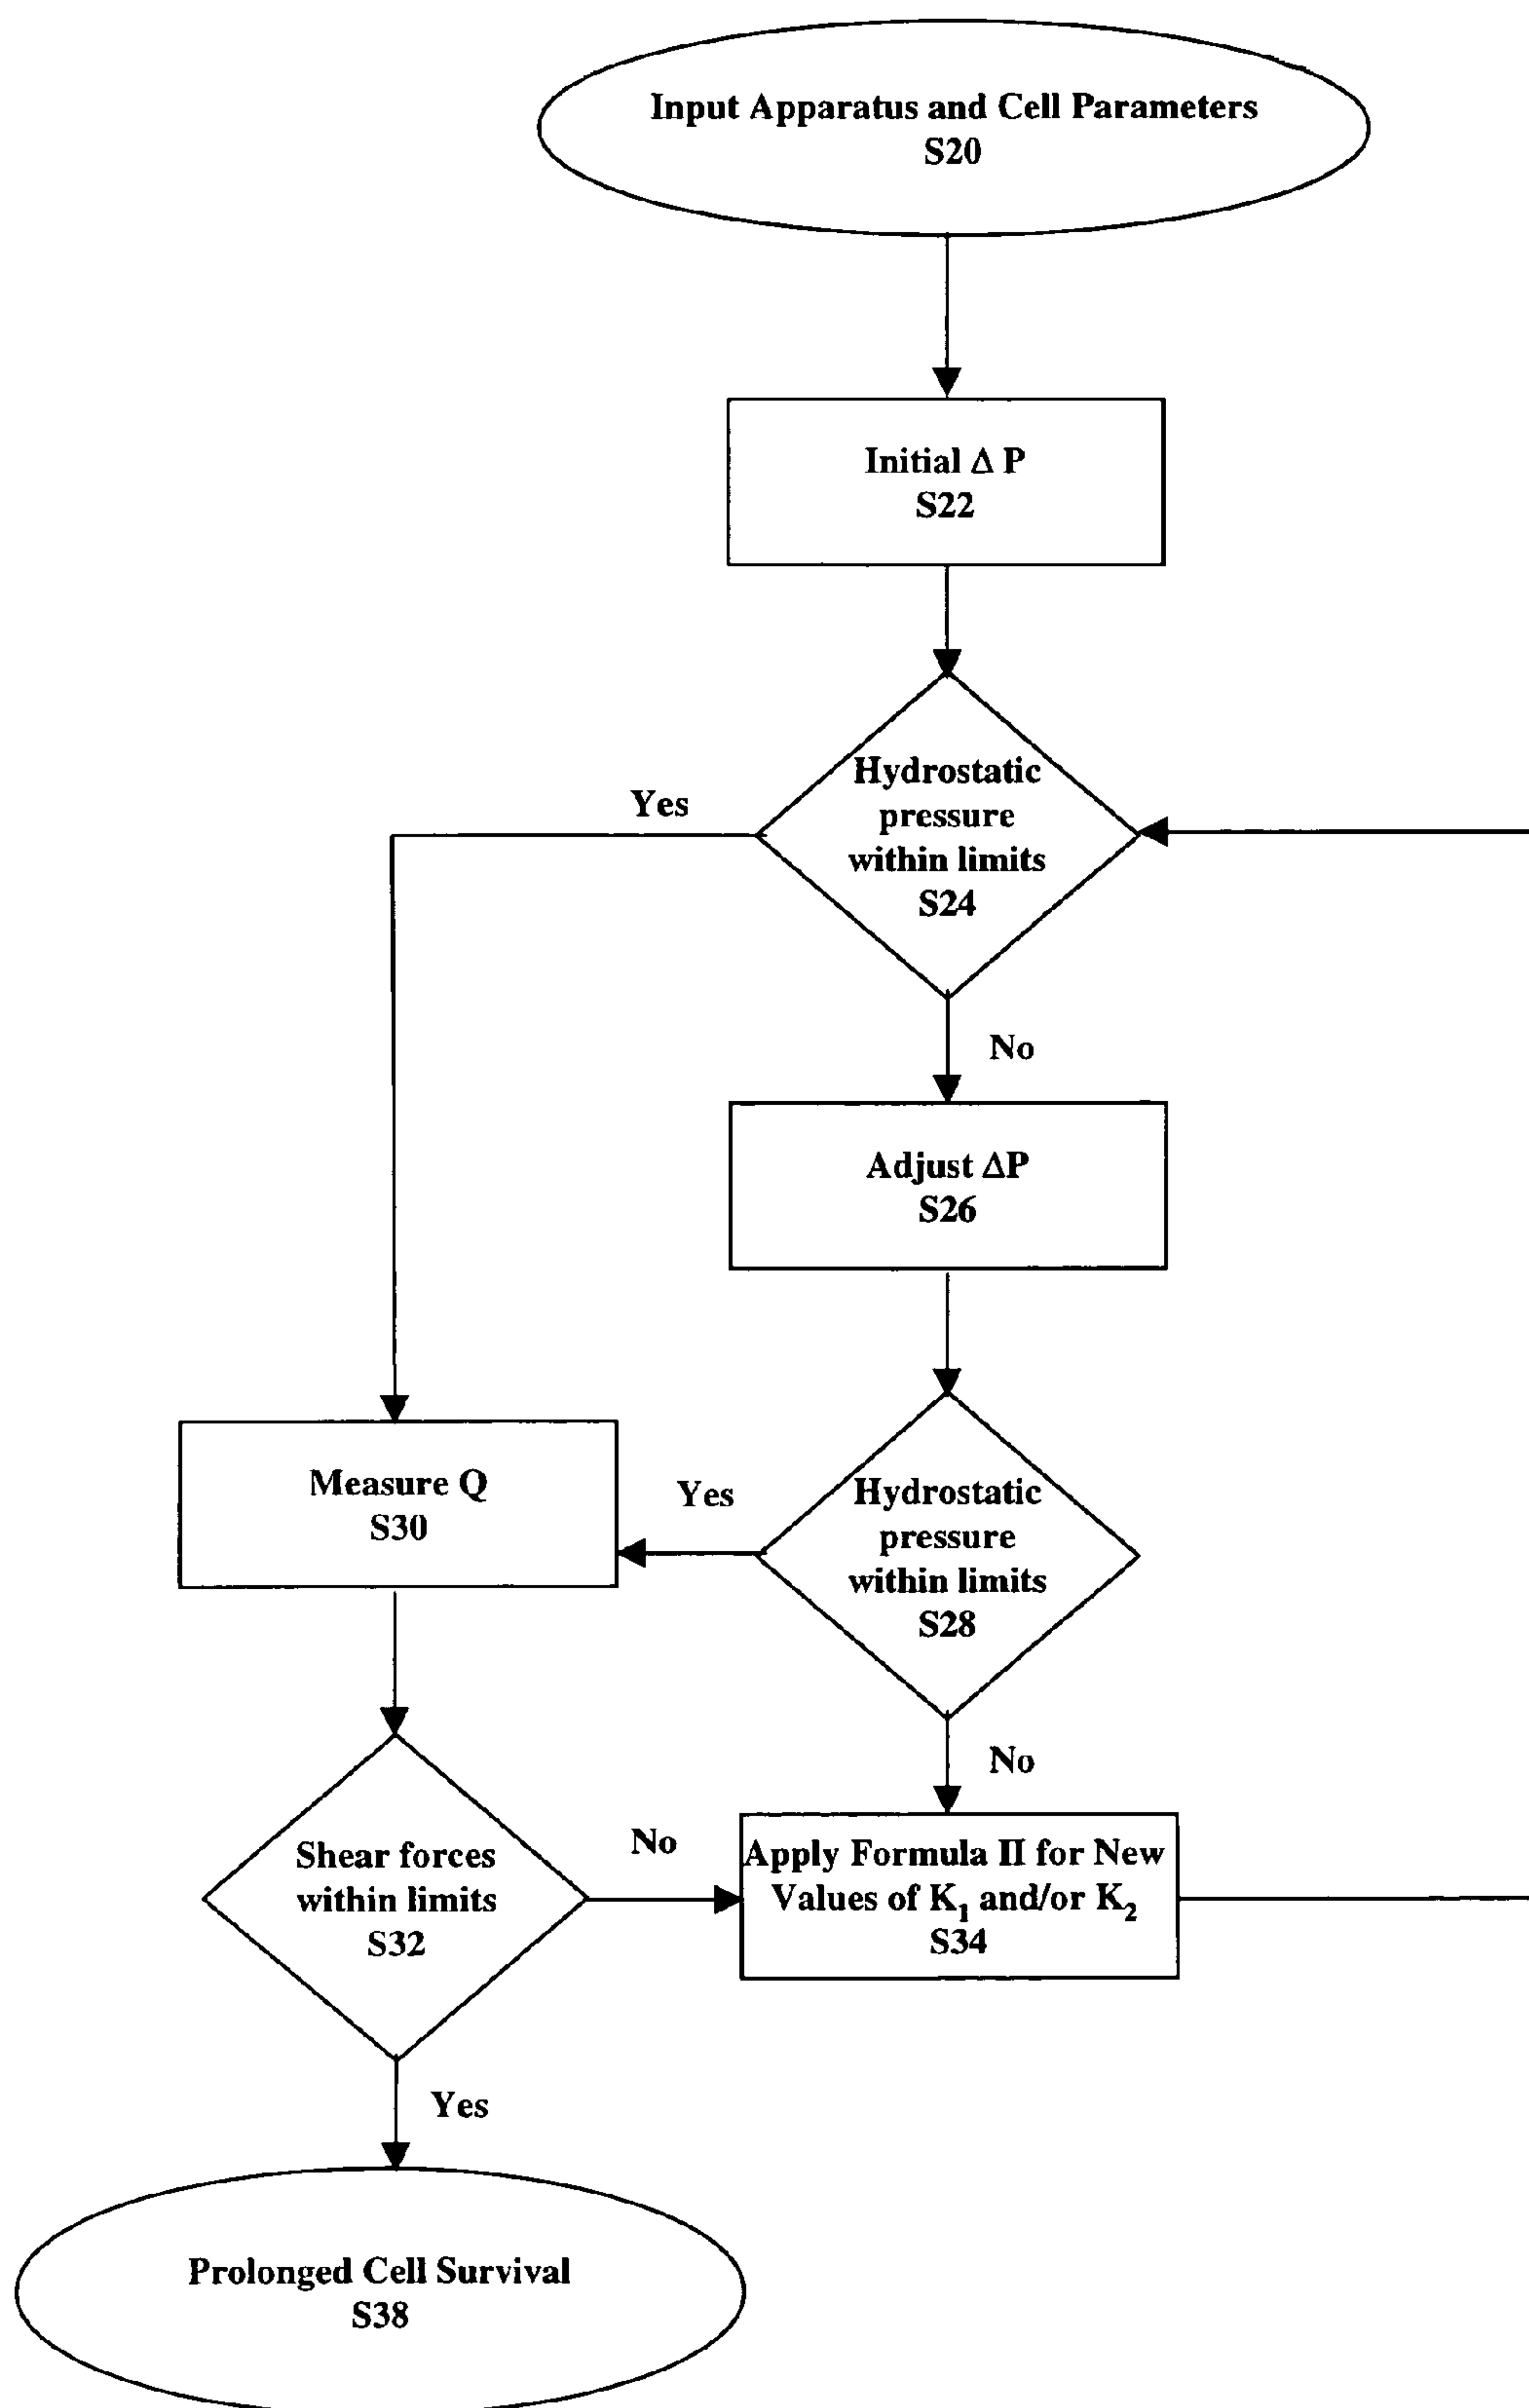 Input Apparatus and Cell Parameters
S20
Initial Δ P
S22
Hydrostatic
pressure
within limits
S24
Yes
No
Adjust ΔP
S26
Measure Q
S30
Yes
Hydrostatic
pressure
within limits
S28
No
Shear forces
within limits
S32
No
Apply Formula II for New
Values of K₁ and/or K₂
S34
Yes
Prolonged Cell Survival
S38